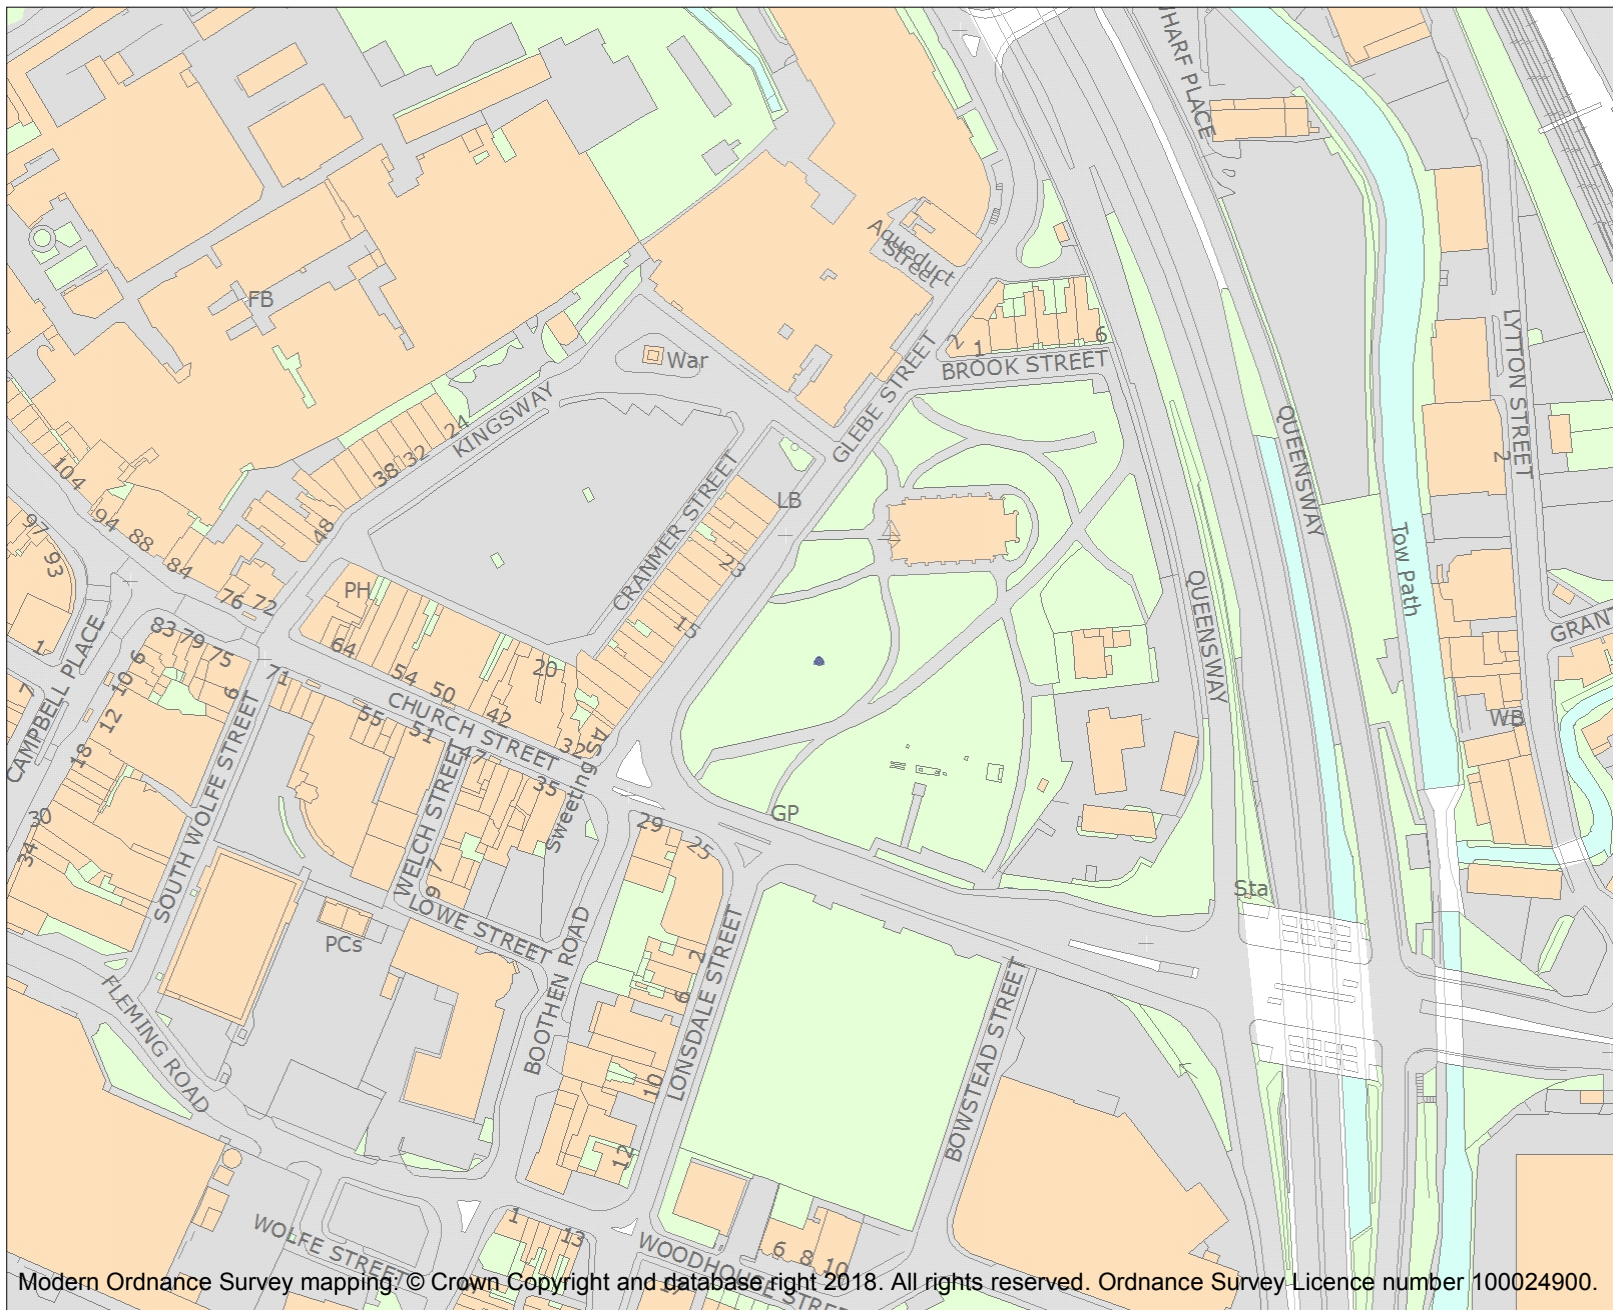 WHARF PLACE
Aqueduct
Street
FB
War
2
1
6
BROOK STREET
GLEBE STREET
KINGSWAY
24
32
38
48
LYTTON STREET
2
QUEENSWAY
104
94
88
84
76
72
97
93
1
7
CRANMER STREET
LB
23
15
PH
64
54
50
42
32
20
CHURCH STREET
Tow Path
QUEENSWAY
GRANT
WB
CAMPBELL PLACE
83
79
75
71
6
10
12
18
30
34
6
SOUTH WOLFE STREET
55
51
47
35
WELCH STREET
7
9
LOWE STREET
29
25
GP
Sta
PCs
FLEMING ROAD
BOOTHEN ROAD
LONSDALE STREET
2
6
10
12
BOWSTEAD STREET
WOLFE STREET
1
13
WOODHOUSE STREET
6
8
10
Modern Ordnance Survey mapping: © Crown Copyright and database right 2018. All rights reserved. Ordnance Survey Licence number 100024900.